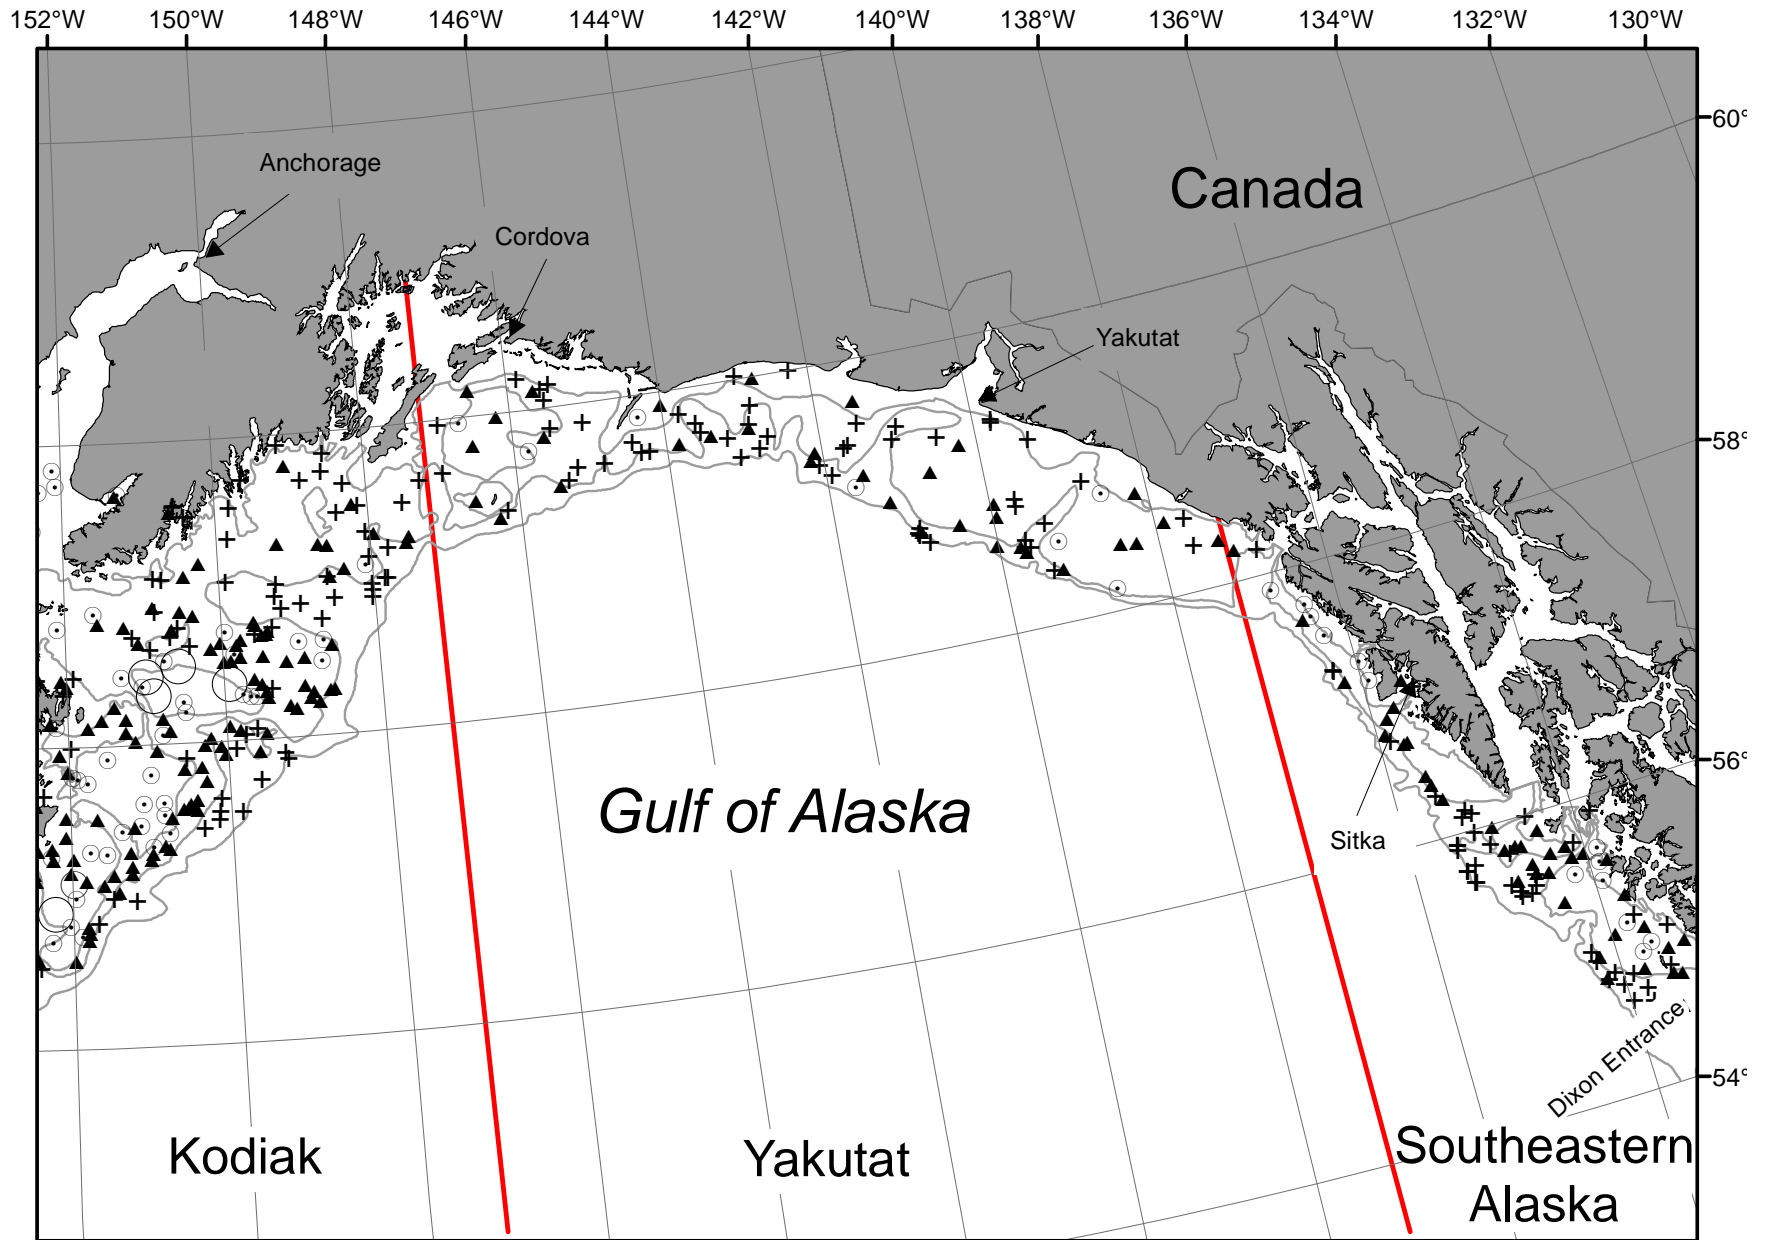 152°W 150°W 148°W 146°W 144°W 142°W 140°W 138°W 136°W 134°W 132°W 130°W
60°
Anchorage
Canada
Cordova
Yakutat
58°
56°
Gulf of Alaska
Sitka
Dixon Entrance
54°
Kodiak
Yakutat
Southeastern
Alaska